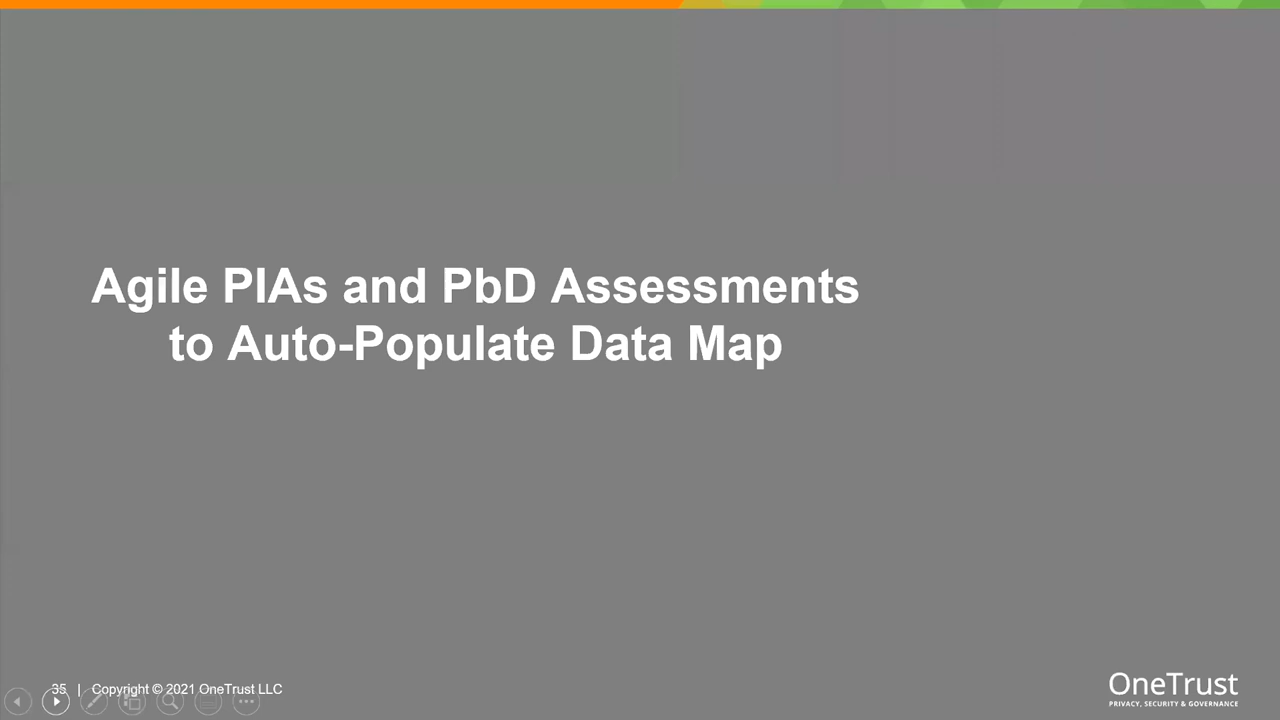 Agile PIAs and PbD Assessments
to Auto-Populate Data Map
35 | Copyright © 2021 OneTrust LLC
OneTrust
PRIVACY, SECURITY & GOVERNANCE